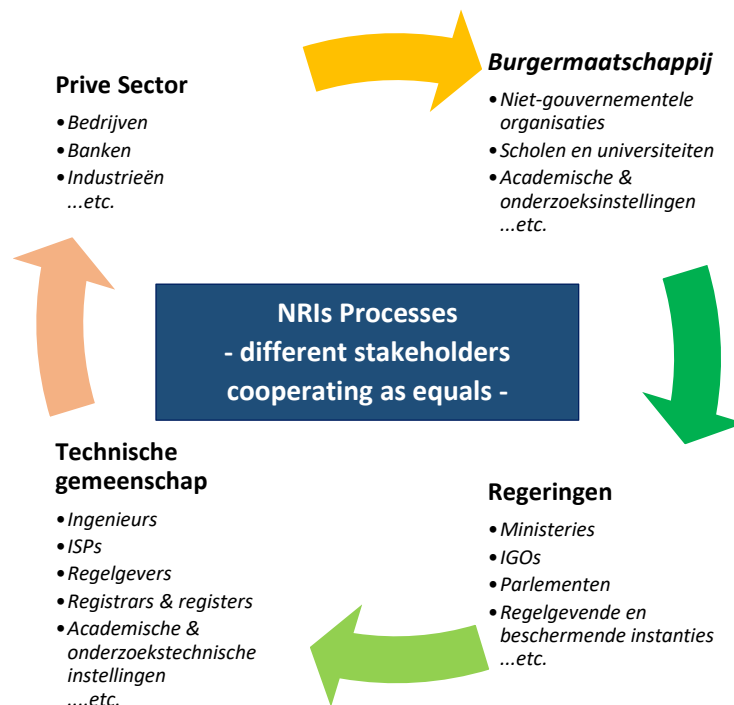 Prive Sector
•Bedrijven
•Banken
•Industrieën
...etc.
Burgermaatschappij
•Niet-gouvernementele
organisaties
•Scholen en universiteiten
•Academische &
onderzoeksinstellingen
...etc.
NRIs Processes
- different stakeholders
cooperating as equals -
Technische
gemeenschap
•Ingenieurs
•ISPs
•Regelgevers
•Registrars & registers
•Academische &
onderzoekstechnische
instellingen
....etc.
Regeringen
•Ministeries
•IGOs
•Parlementen
•Regelgevende en
beschermende instanties
...etc.